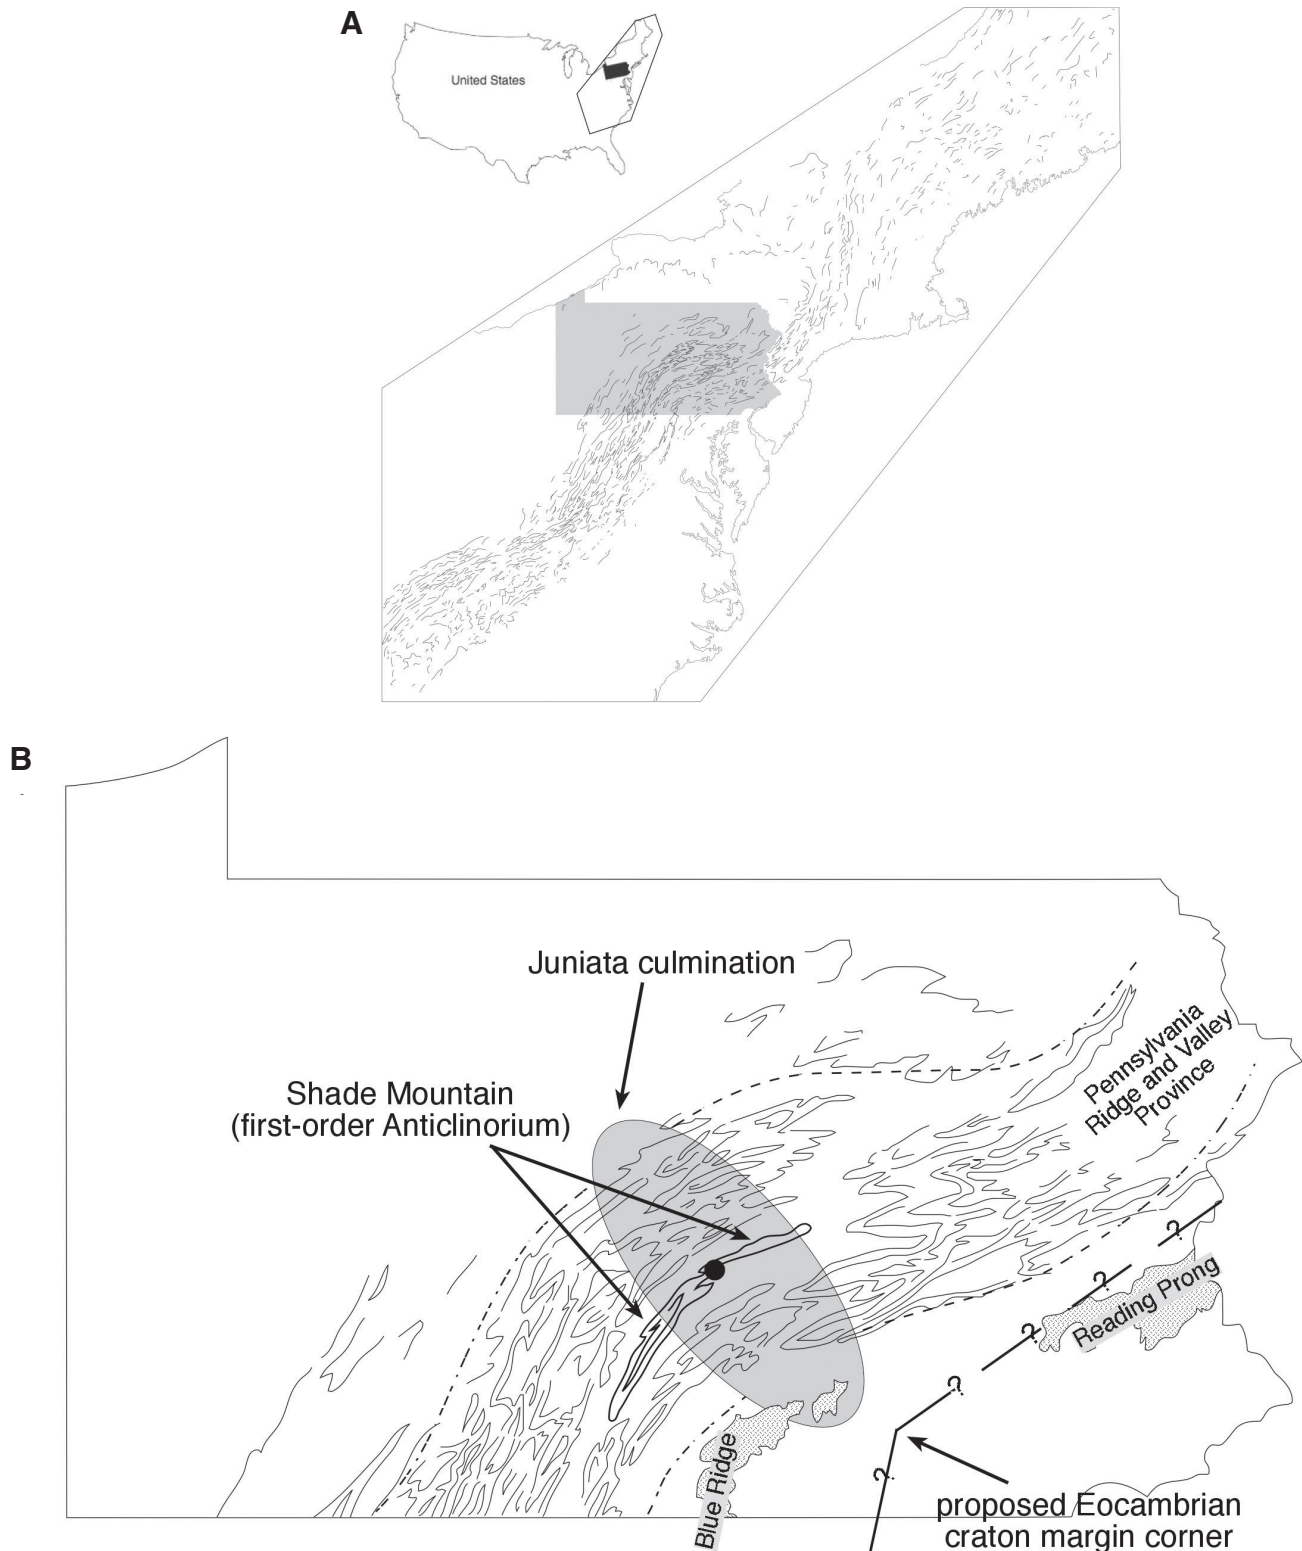 A
United States
B
Juniata culmination
Shade Mountain
(first-order Anticlinorium)
Pennsylvania
Ridge and Valley
Province
?
?
Reading Prong
?
?
?
Blue Ridge
proposed Eocambrian
craton margin corner